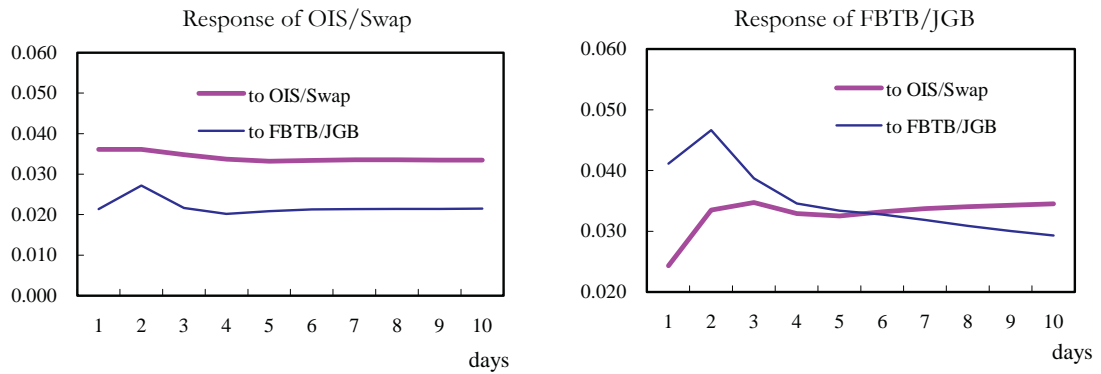 Response of OIS/Swap
0.060
0.050
0.040
0.030
0.020
0.010
0.000
to OIS/Swap
to FBTB/JGB
1 2 3 4 5 6 7 8 9 10
days
Response of FBTB/JGB
0.060
0.050
0.040
0.030
0.020
to OIS/Swap
to FBTB/JGB
1 2 3 4 5 6 7 8 9 10
days